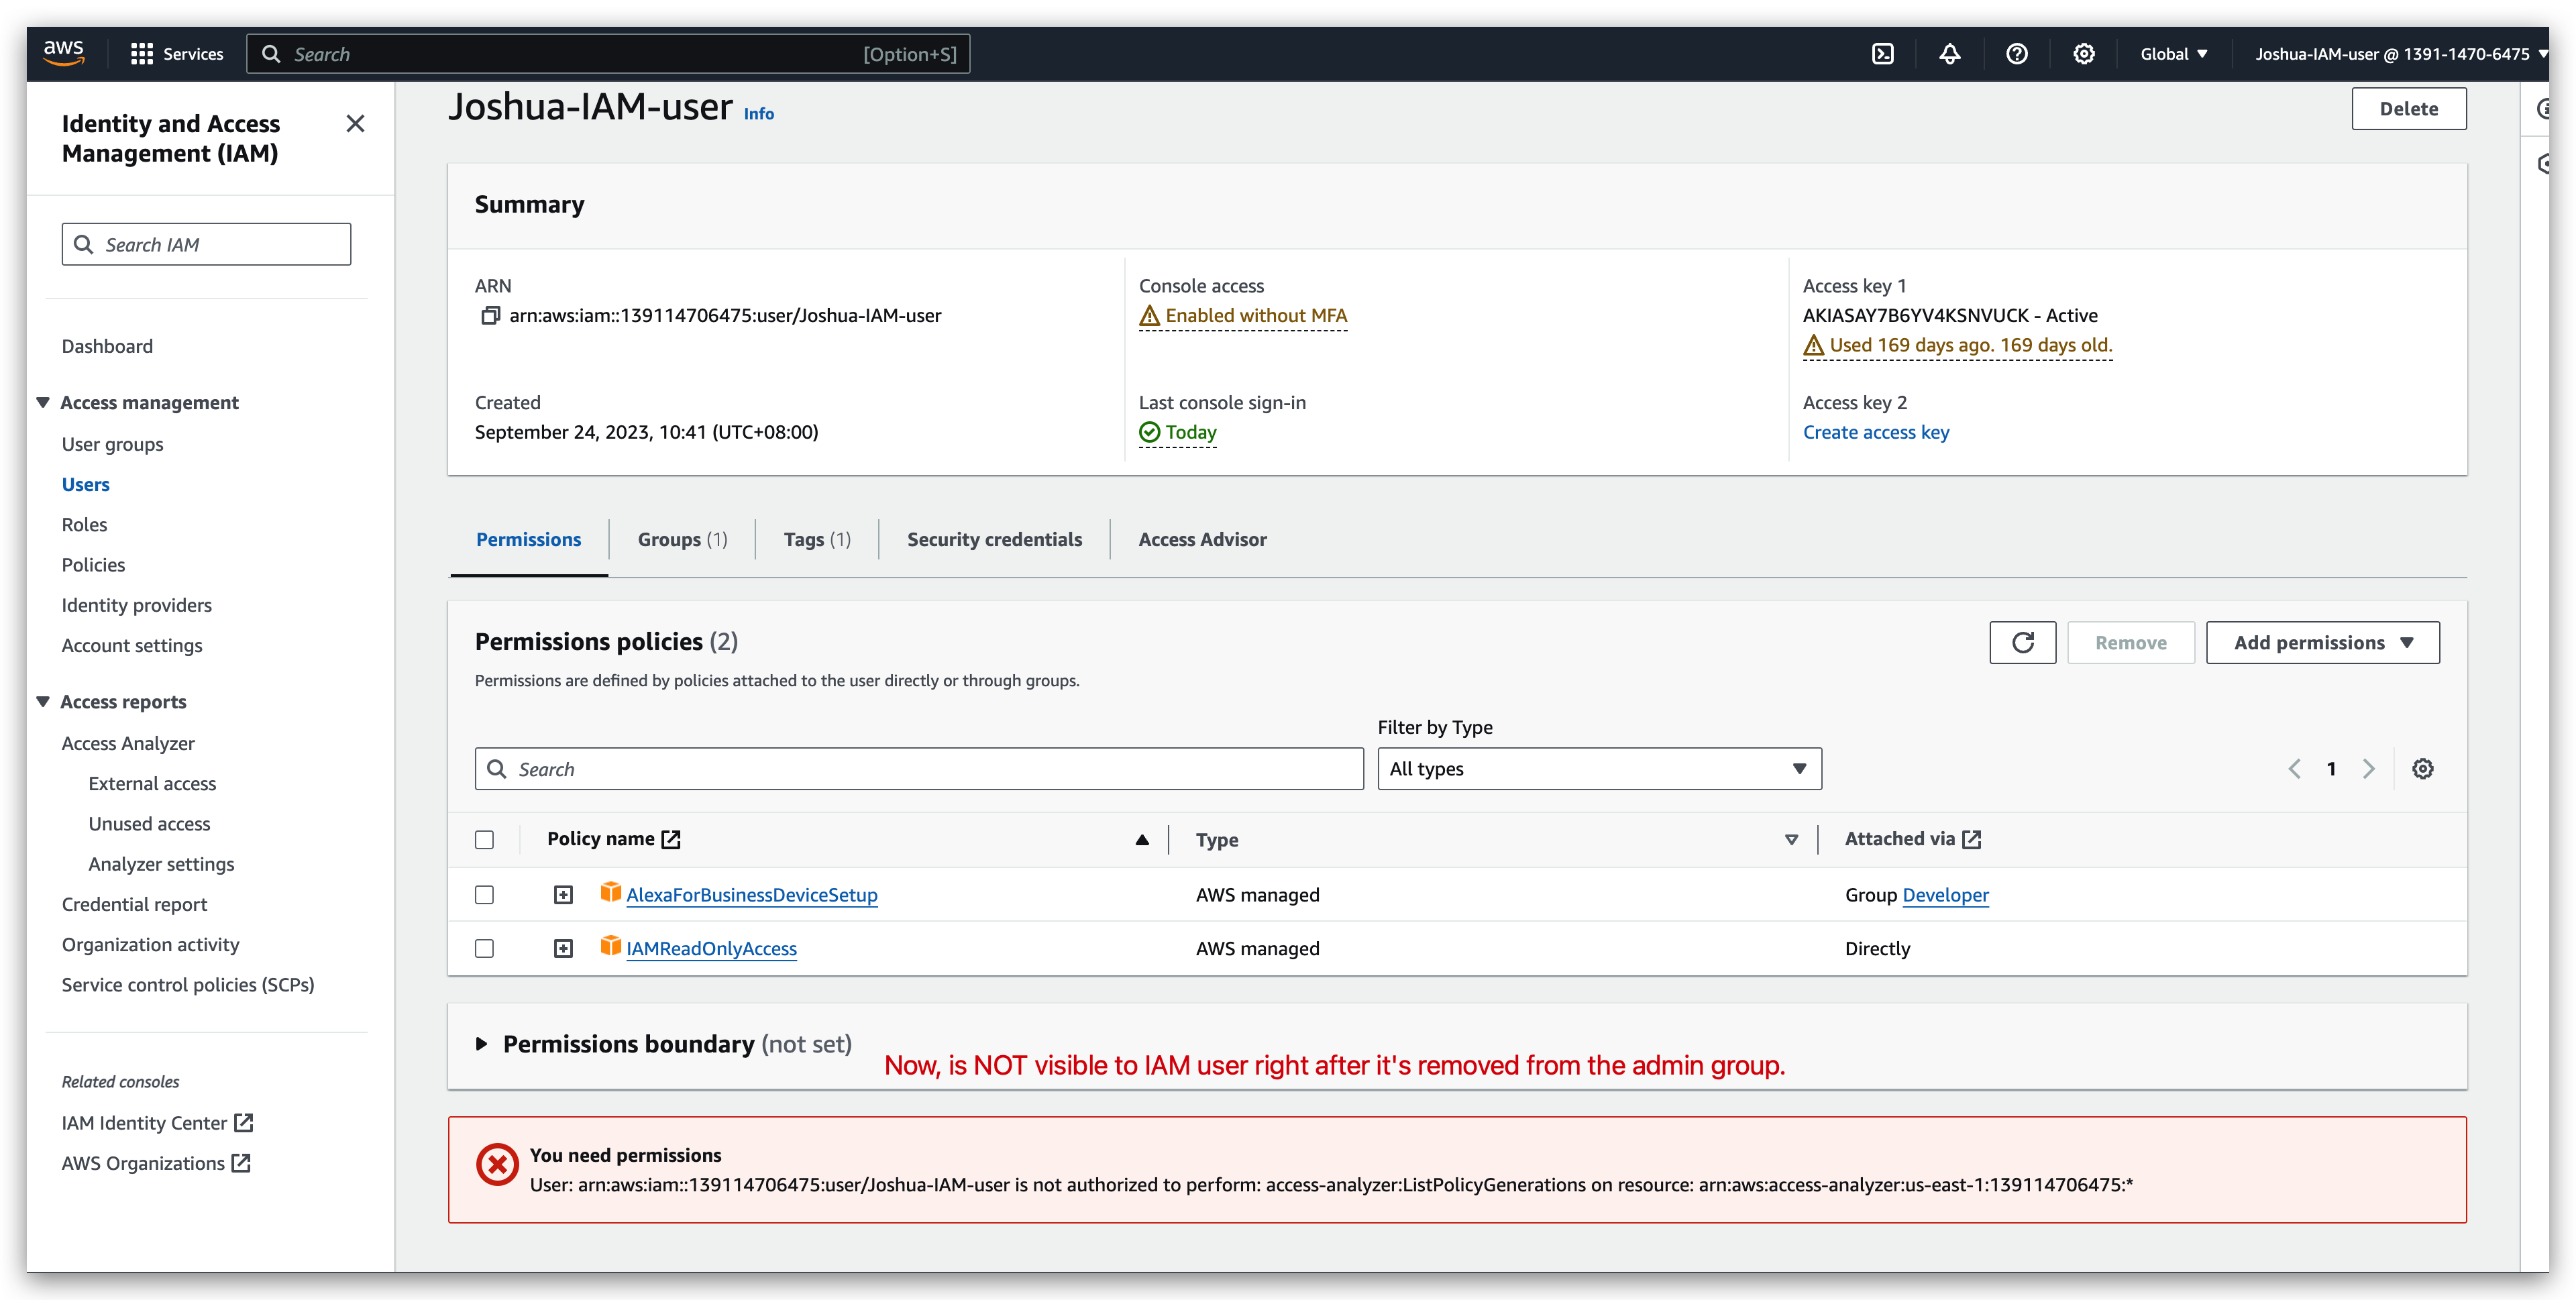 aws
Services
Search
[Option+S]
Global
Joshua-IAM-user @ 1391-1470-6475
Identity and Access
Management (IAM)
Search IAM
Dashboard
Access management
User groups
Users
Roles
Policies
Identity providers
Account settings
Access reports
Access Analyzer
External access
Unused access
Analyzer settings
Credential report
Organization activity
Service control policies (SCPs)
Related consoles
IAM Identity Center
AWS Organizations
Joshua-IAM-user Info
Delete
Summary
ARN
arn:aws:iam::139114706475:user/Joshua-IAM-user
Console access
Enabled without MFA
Access key 1
AKIASAY7B6YV4KSNVUCK - Active
Used 169 days ago. 169 days old.
Created
September 24, 2023, 10:41 (UTC+08:00)
Last console sign-in
Today
Access key 2
Create access key
Permissions
Groups (1)
Tags (1)
Security credentials
Access Advisor
Permissions policies (2)
Remove
Add permissions
Permissions are defined by policies attached to the user directly or through groups.
Filter by Type
Search
All types
1
Policy name
Type
Attached via
AlexaForBusinessDeviceSetup
AWS managed
Group Developer
IAMReadOnlyAccess
AWS managed
Directly
Permissions boundary (not set)
Now, is NOT visible to IAM user right after it's removed from the admin group.
You need permissions
User: arn:aws:iam::139114706475:user/Joshua-IAM-user is not authorized to perform: access-analyzer:ListPolicyGenerations on resource: arn:aws:access-analyzer:us-east-1:139114706475:*